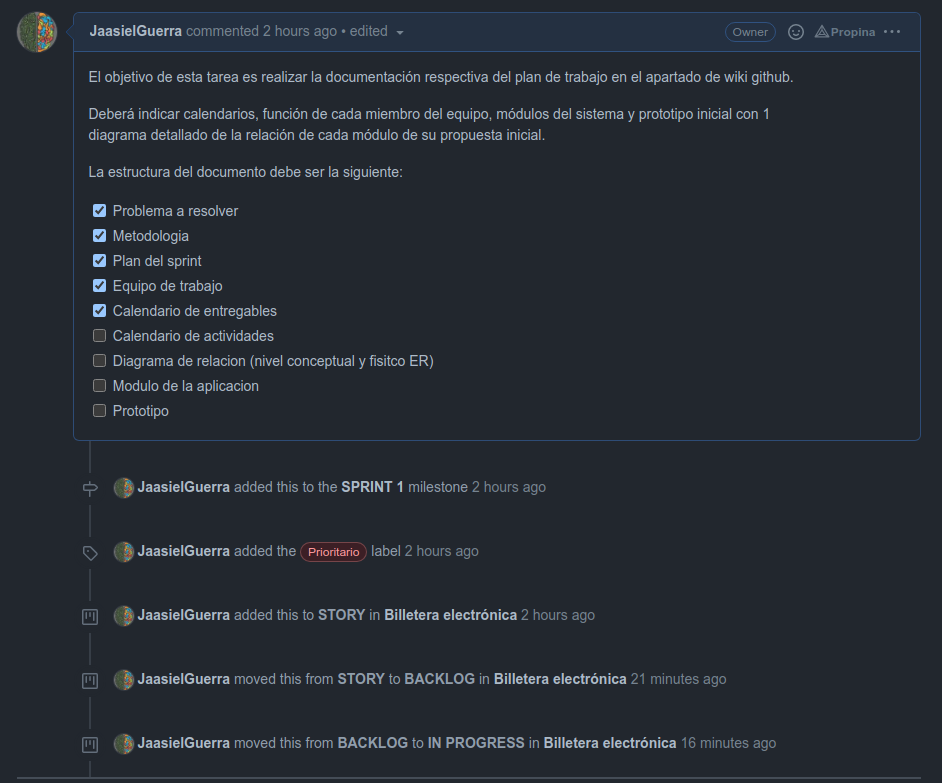 JaasielGuerra commented 2 hours ago • edited Owner Propina
El objetivo de esta tarea es realizar la documentación respectiva del plan de trabajo en el apartado de wiki github.
Deberá indicar calendarios, función de cada miembro del equipo, módulos del sistema y prototipo inicial con 1
diagrama detallado de la relación de cada módulo de su propuesta inicial.
La estructura del documento debe ser la siguiente:
Problema a resolver
Metodologia
Plan del sprint
Equipo de trabajo
Calendario de entregables
Calendario de actividades
Diagrama de relacion (nivel conceptual y fisitco ER)
Modulo de la aplicacion
Prototipo
JaasielGuerra added this to the SPRINT 1 milestone 2 hours ago
JaasielGuerra added the Prioritario label 2 hours ago
JaasielGuerra added this to STORY in Billetera electrónica 2 hours ago
JaasielGuerra moved this from STORY to BACKLOG in Billetera electrónica 21 minutes ago
JaasielGuerra moved this from BACKLOG to IN PROGRESS in Billetera electrónica 16 minutes ago